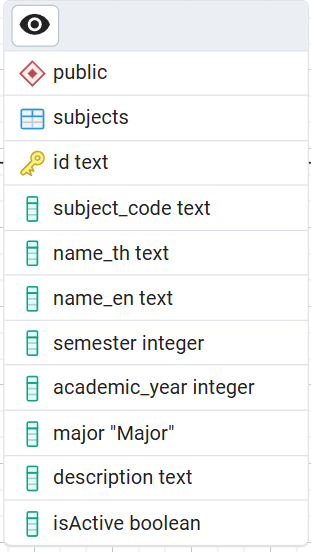 public
subjects
id text
subject_code text
name_th text
name_en text
semester integer
academic_year integer
major "Major"
description text
isActive boolean